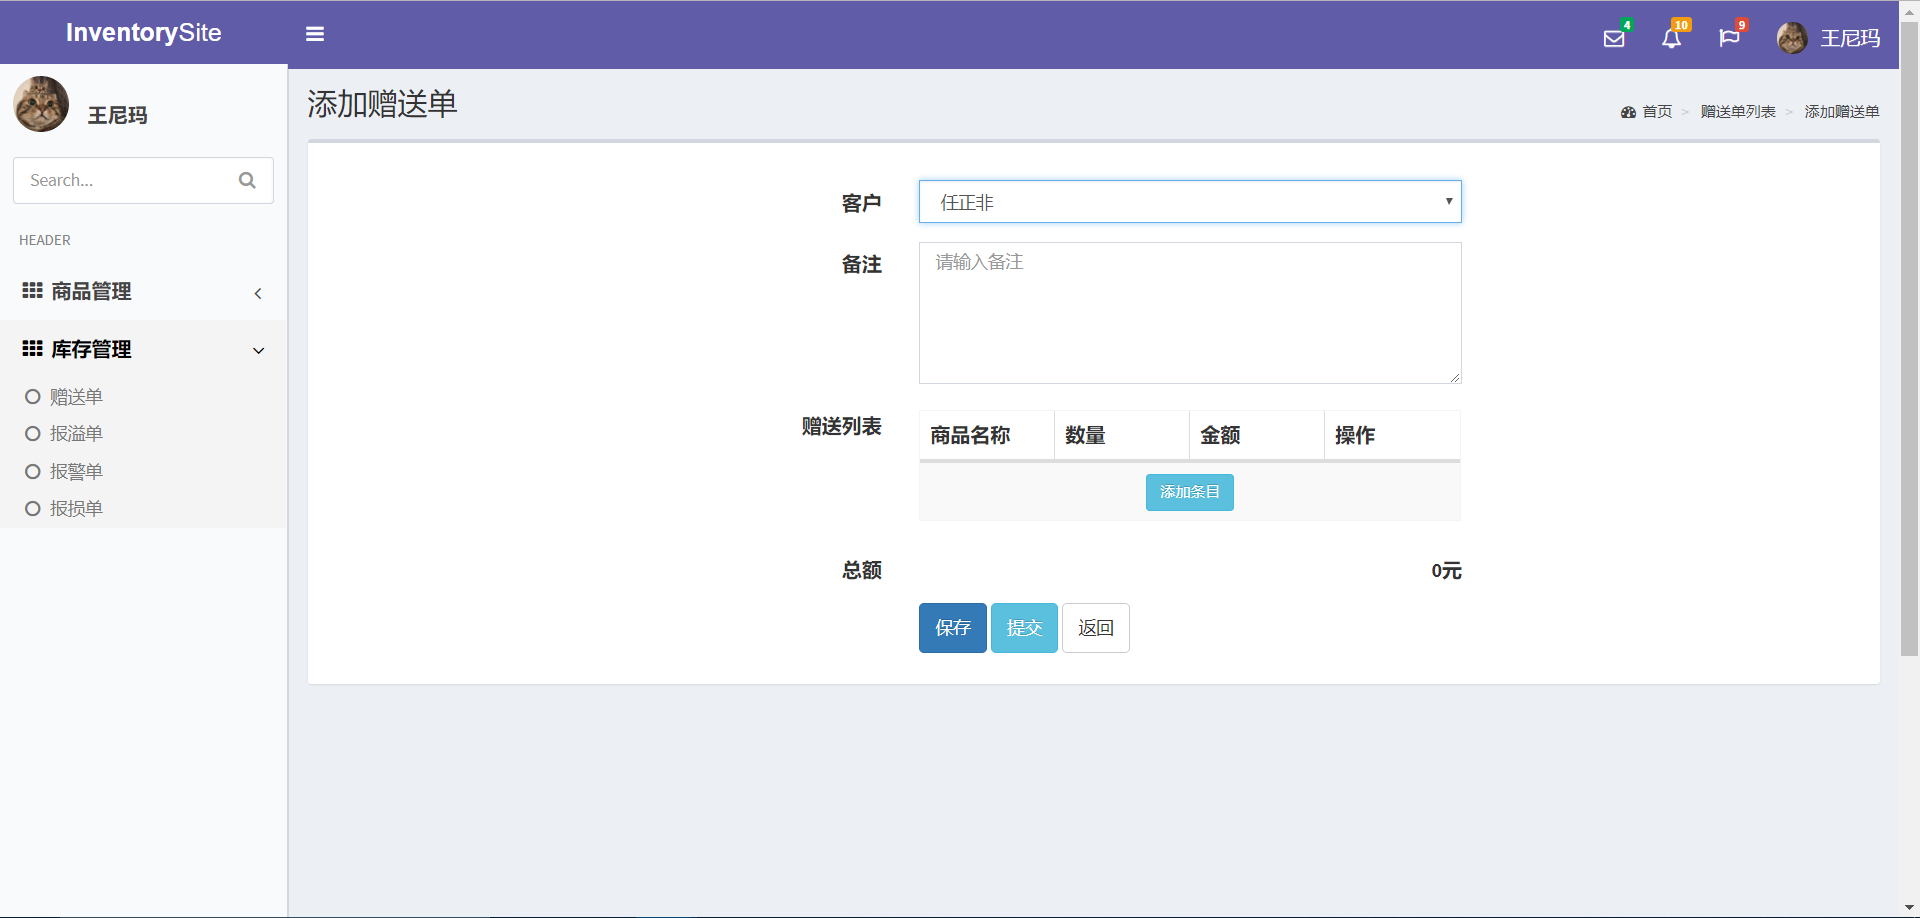 InventorySite
4
10
9
王尼玛
王尼玛
Search...
HEADER
商品管理
库存管理
赠送单
报溢单
报警单
报损单
添加赠送单
首页 > 赠送单列表 > 添加赠送单
客户
任正非
备注
请输入备注
赠送列表
商品名称 数量 金额 操作
添加条目
总额
0元
保存 提交 返回